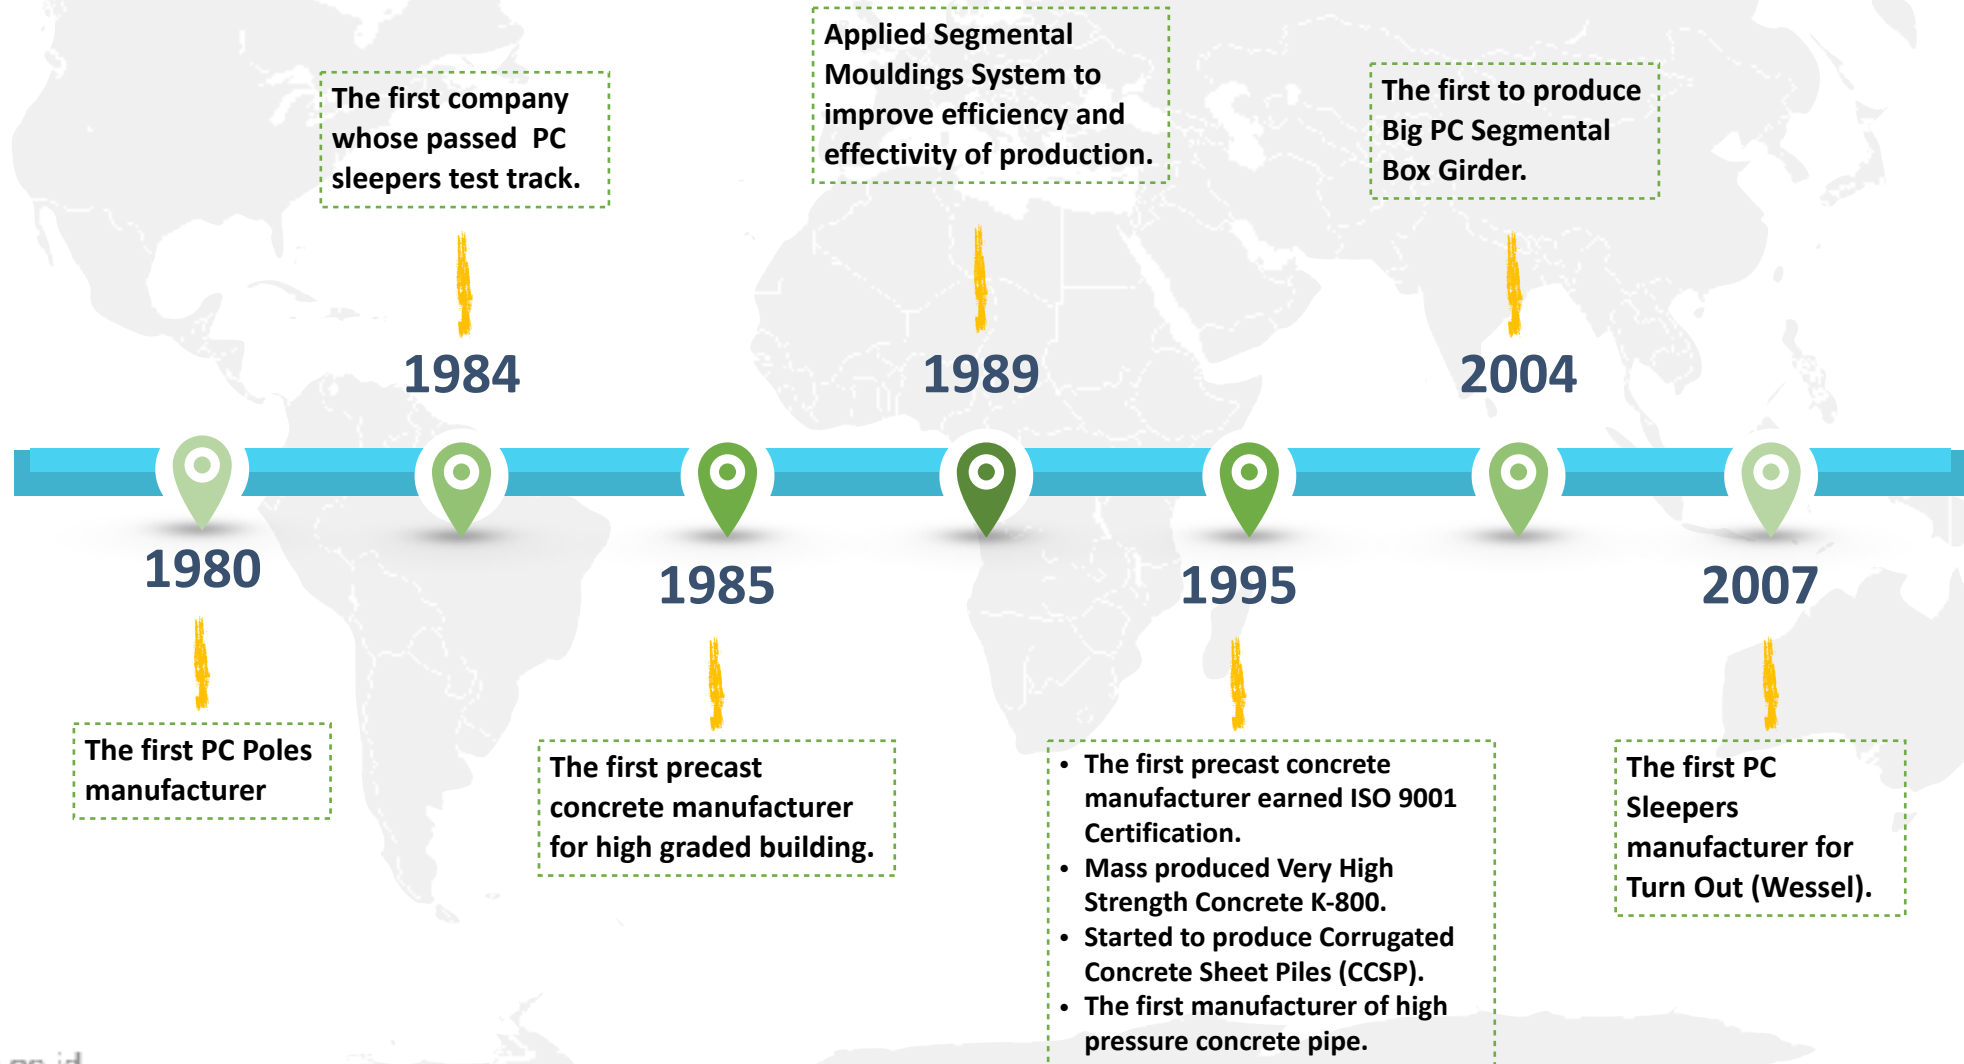 Applied Segmental
Mouldings System to
improve efficiency and
effectivity of production.
The first company
whose passed PC
sleepers test track.
The first to produce
Big PC Segmental
Box Girder.
1984
1989
2004
1980
1985
1995
2007
The first PC Poles
manufacturer
The first precast
concrete manufacturer
for high graded building.
• The first precast concrete
manufacturer earned ISO 9001
Certification.
• Mass produced Very High
Strength Concrete K-800.
• Started to produce Corrugated
Concrete Sheet Piles (CCSP).
• The first manufacturer of high
pressure concrete pipe.
The first PC
Sleepers
manufacturer for
Turn Out (Wessel).